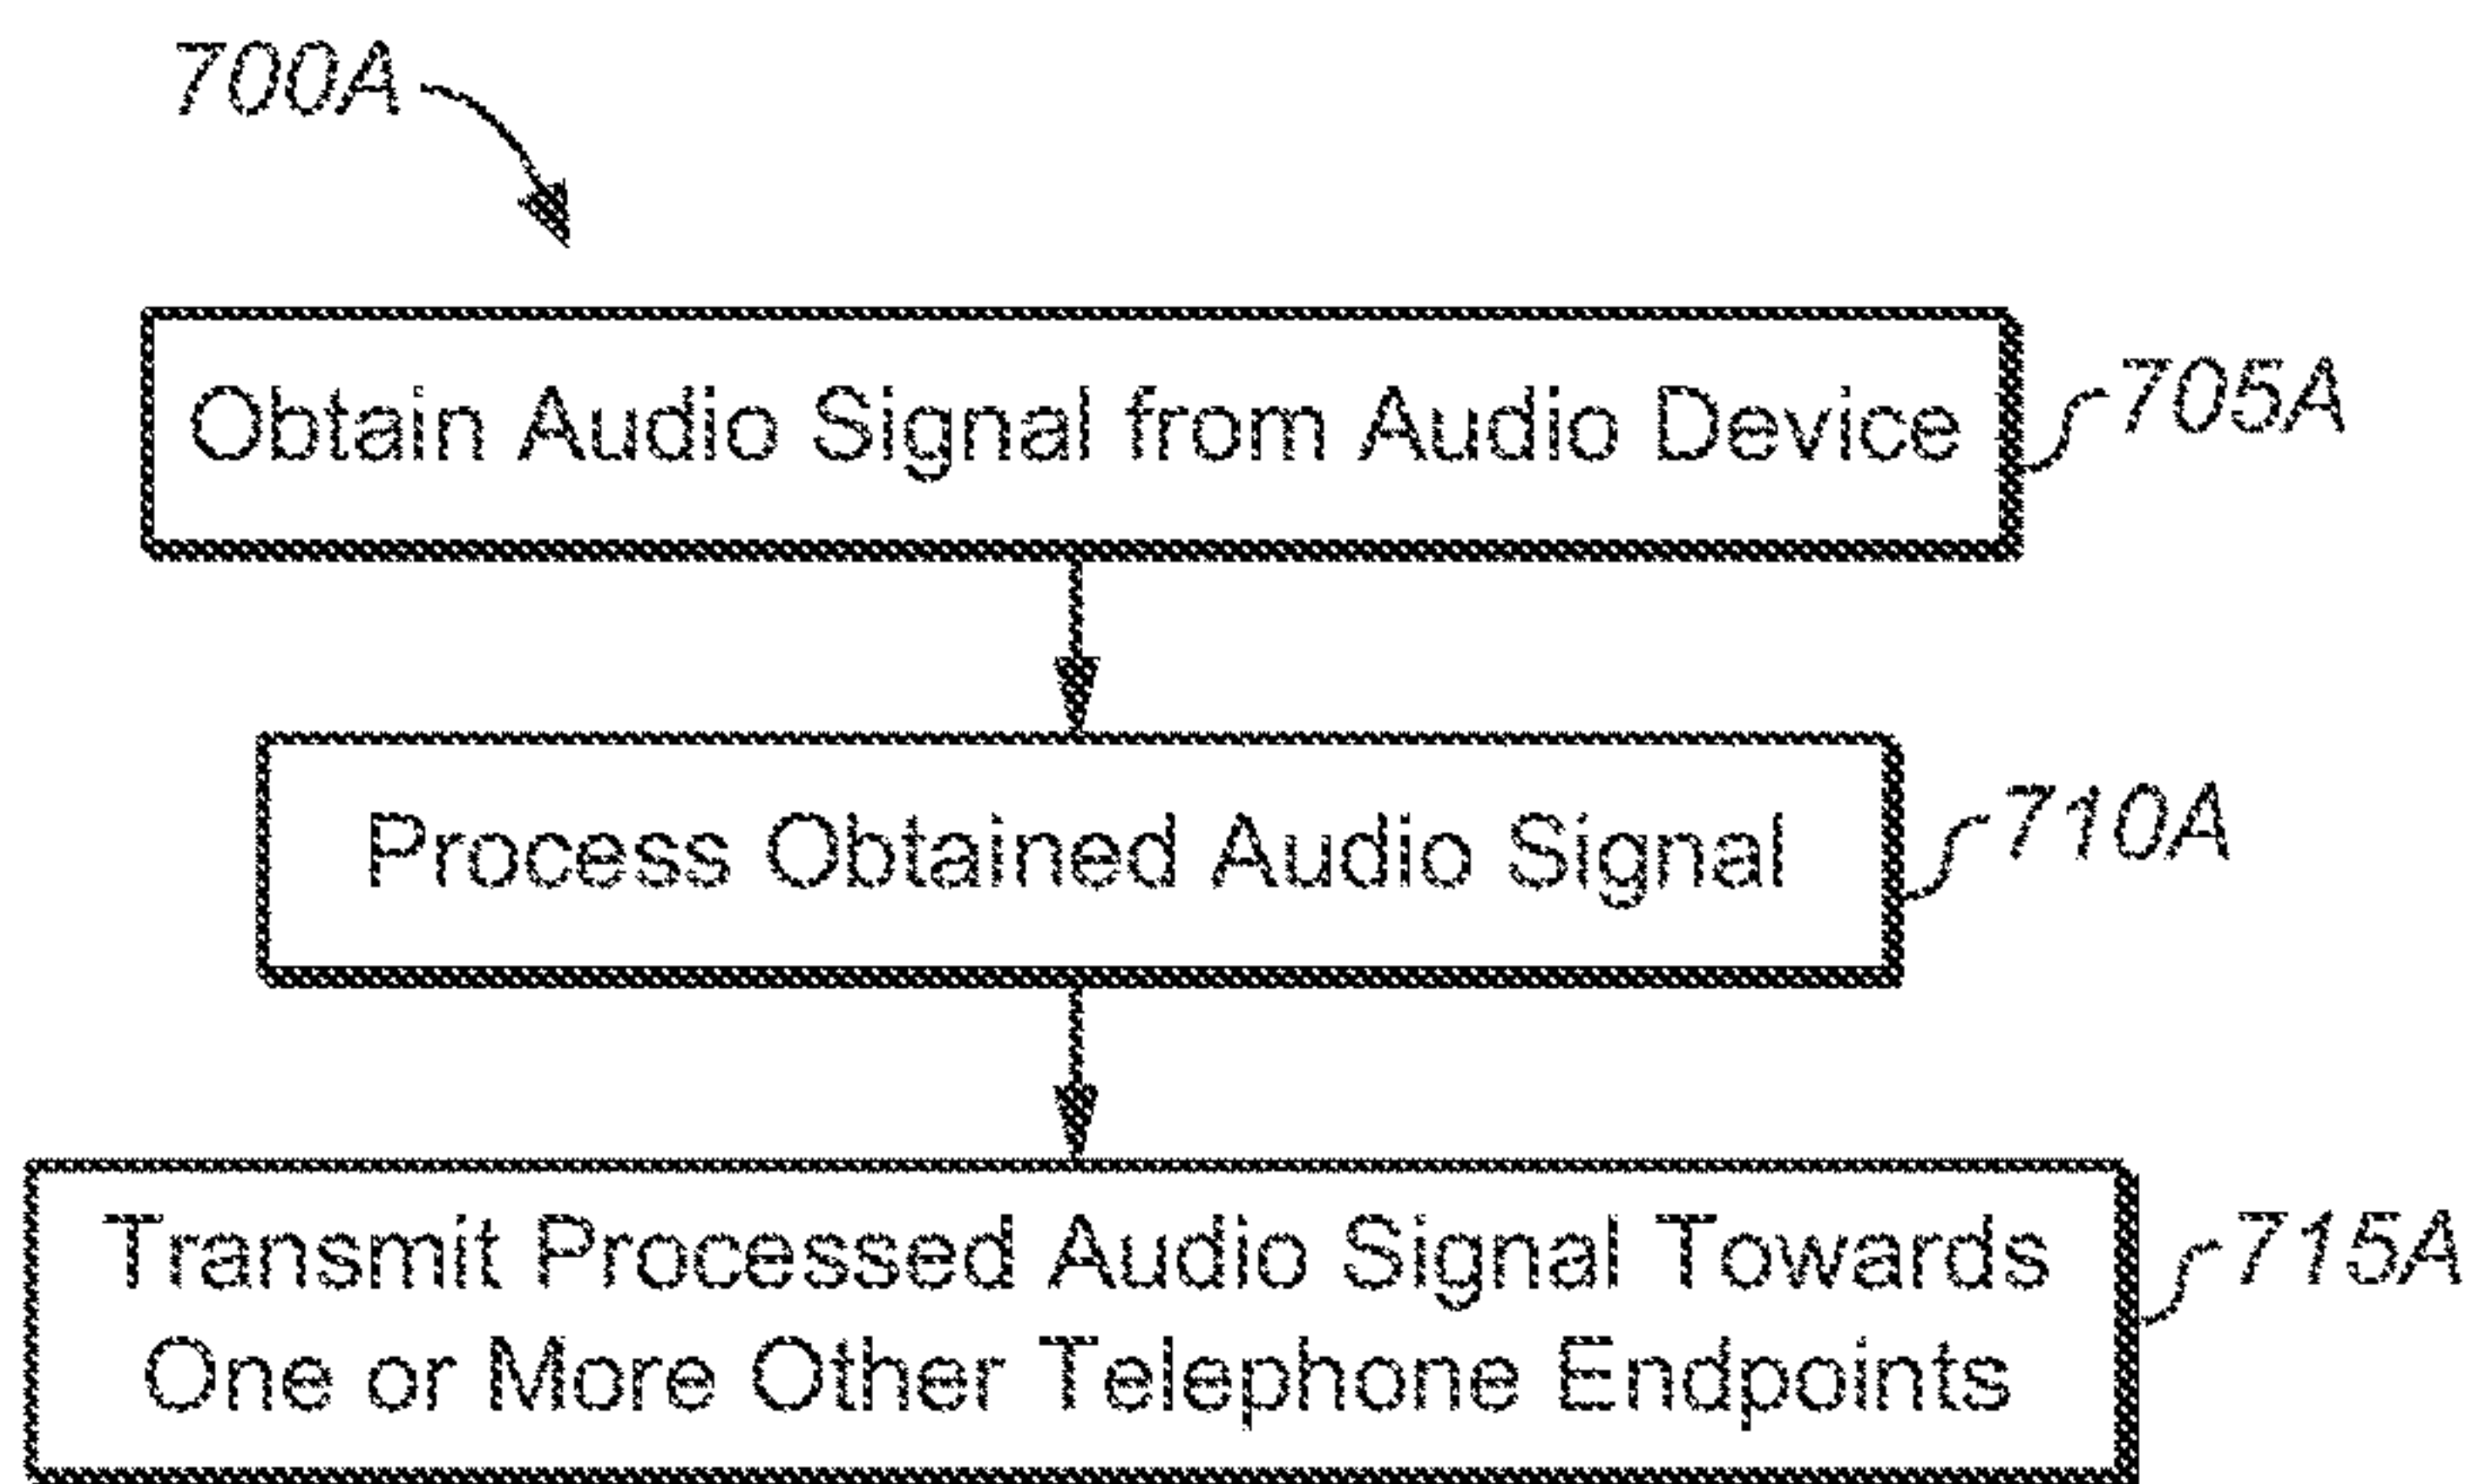 700A
Obtain Audio Signal from Audio Device
705A
Process Obtained Audio Signal
710A
Transmit Processed Audio Signal Towards
One or More Other Telephone Endpoints
715A